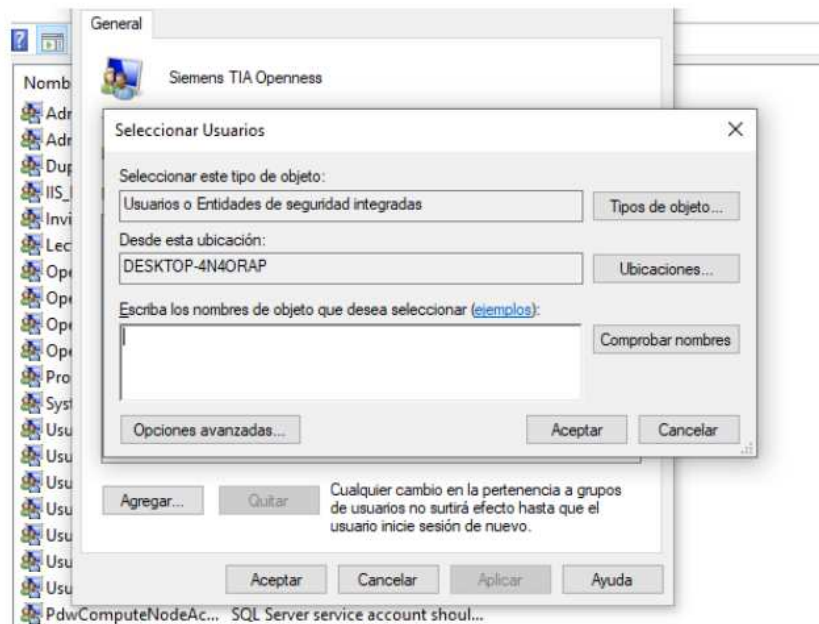 General
Siemens TIA Openness
Nomb
Adr
Adr
Dup
IIS_
Invi
Lec
Ope
Ope
Ope
Ope
Pro
Syst
Usu
Usu
Usu
Usu
Usu
Usu
Usu
PdwComputeNodeAc... SQL Server service account shoul...
Seleccionar Usuarios
Seleccionar este tipo de objeto:
Usuarios o Entidades de seguridad integradas
Tipos de objeto...
Desde esta ubicación:
DESKTOP-4N4ORAP
Ubicaciones...
Escriba los nombres de objeto que desea seleccionar (ejemplos):
Comprobar nombres
Opciones avanzadas...
Aceptar
Cancelar
Agregar...
Quitar
Cualquier cambio en la pertenencia a grupos
de usuarios no surtirá efecto hasta que el
usuario inicie sesión de nuevo.
Aceptar
Cancelar
Aplicar
Ayuda